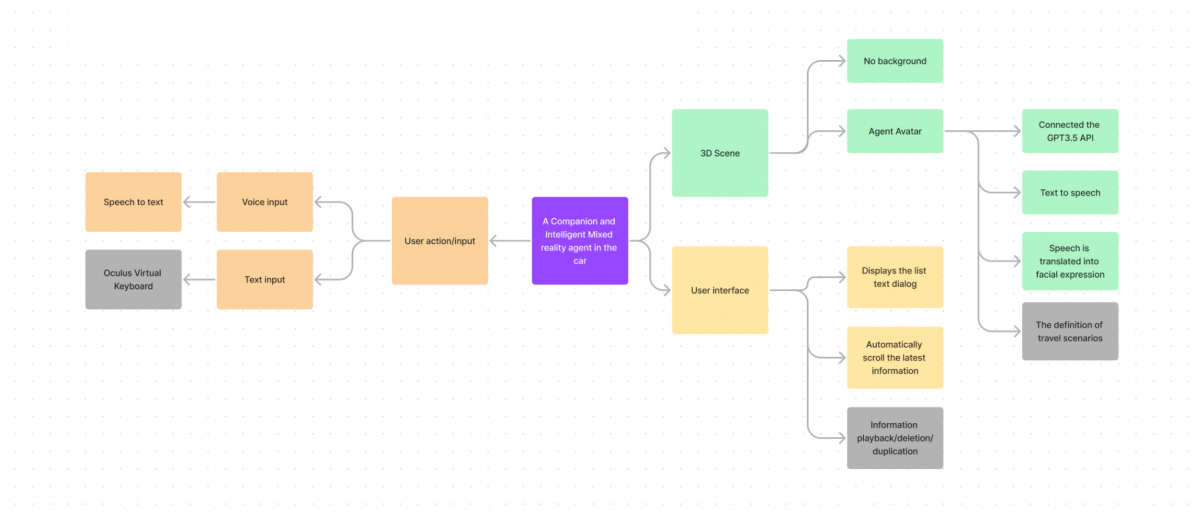 No background
Agent Avatar
Connected the
GPT3.5 API
3D Scene
Speech to text
Voice input
Text to speech
A Companion and
Intelligent Mixed
reality agent in the
car
User action/input
Speech is
translated into
facial expression
Oculus Virtual
Keyboard
Text input
User interface
Displays the list
text dialog
The definition of
travel scenarios
Automatically
scroll the latest
information
Information
playback/deletion/
duplication